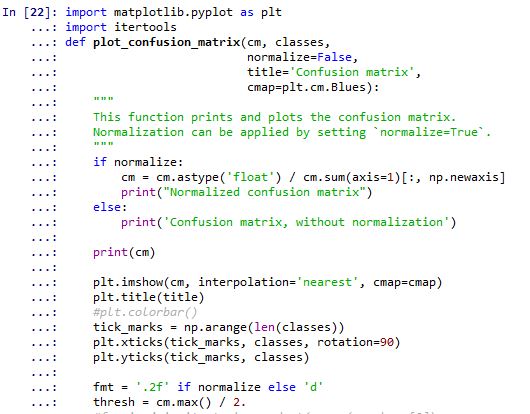 In [22]: import matplotlib.pyplot as plt
    ...: import itertools
    ...: def plot_confusion_matrix(cm, classes,
    ...:                           normalize=False,
    ...:                           title='Confusion matrix',
    ...:                           cmap=plt.cm.Blues):
    ...:     """
    ...:     This function prints and plots the confusion matrix.
    ...:     Normalization can be applied by setting `normalize=True`.
    ...:     """
    ...:     if normalize:
    ...:         cm = cm.astype('float') / cm.sum(axis=1)[:, np.newaxis]
    ...:         print("Normalized confusion matrix")
    ...:     else:
    ...:         print('Confusion matrix, without normalization')
    ...:
    ...:     print(cm)
    ...:
    ...:     plt.imshow(cm, interpolation='nearest', cmap=cmap)
    ...:     plt.title(title)
    ...:     #plt.colorbar()
    ...:     tick_marks = np.arange(len(classes))
    ...:     plt.xticks(tick_marks, classes, rotation=90)
    ...:     plt.yticks(tick_marks, classes)
    ...:
    ...:     fmt = '.2f' if normalize else 'd'
    ...:     thresh = cm.max() / 2.